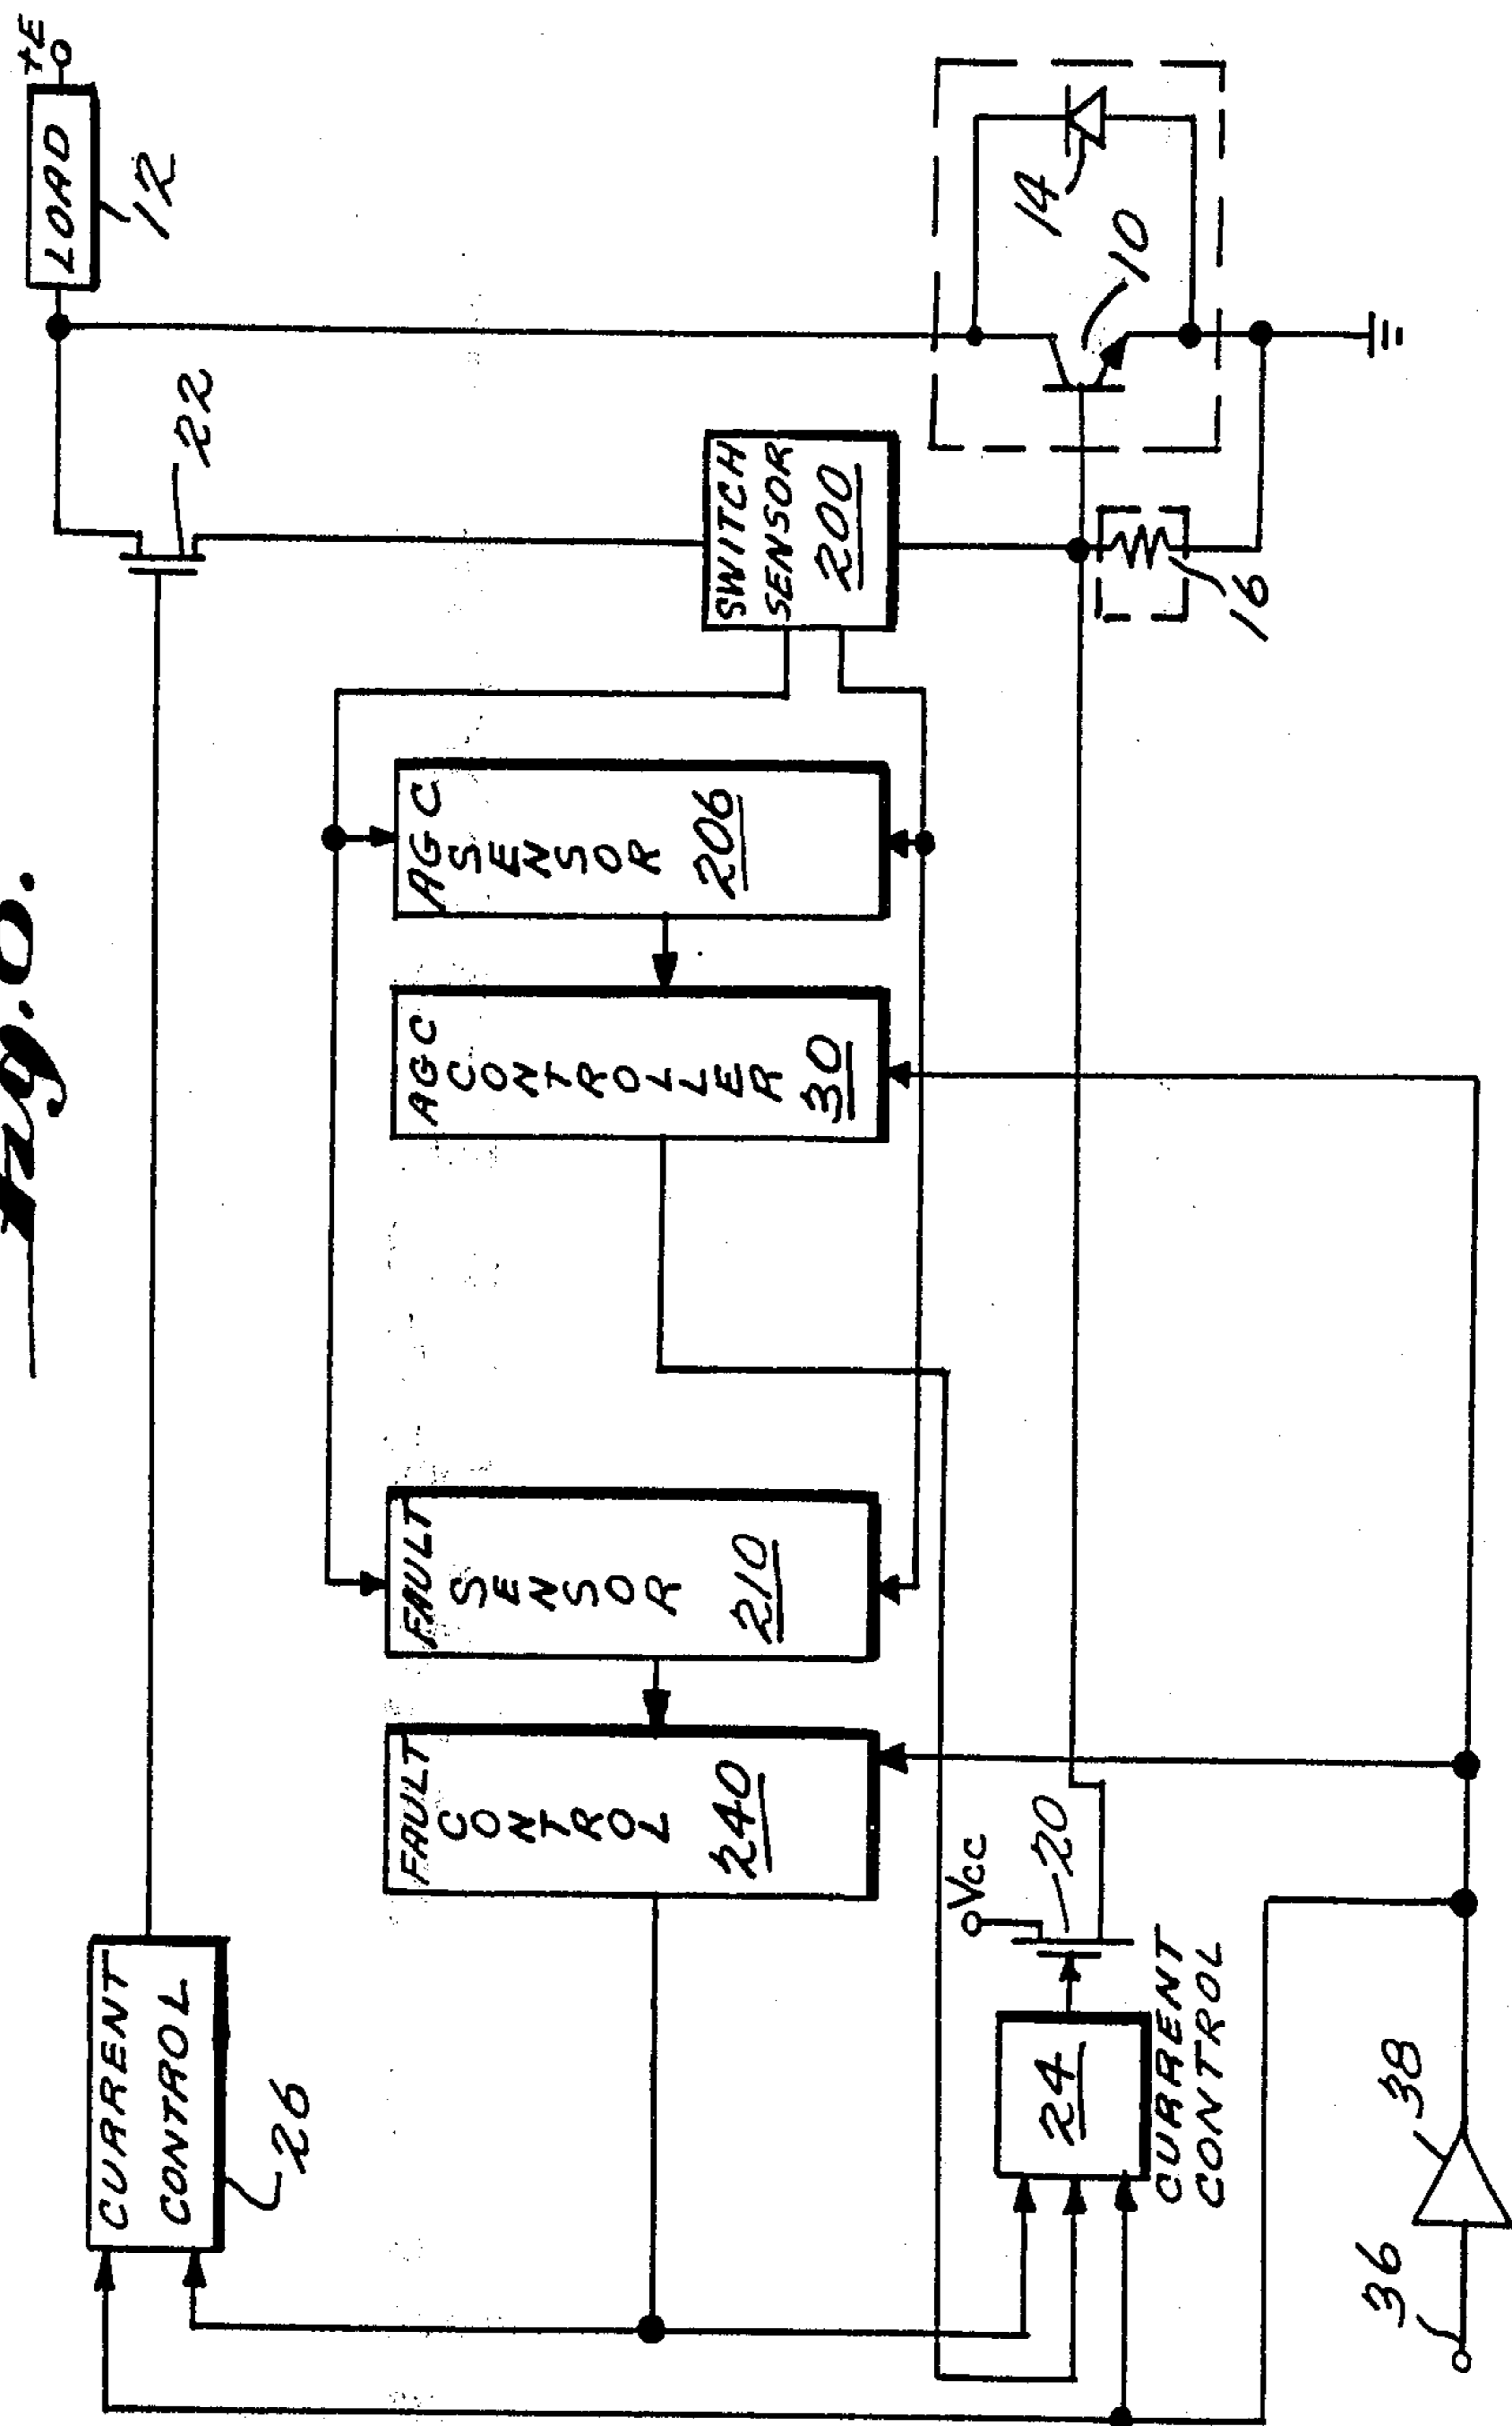 +E
LOAD
12
22
CURRENT
CONTROL
26
SWITCH
SENSOR
200
AGC
SENSOR
206
AGC
CONTROLLER
30
FAULT
SENSOR
210
FAULT
CONTROL
240
14
10
16
Vcc
20
24
CURRENT
CONTROL
36
38